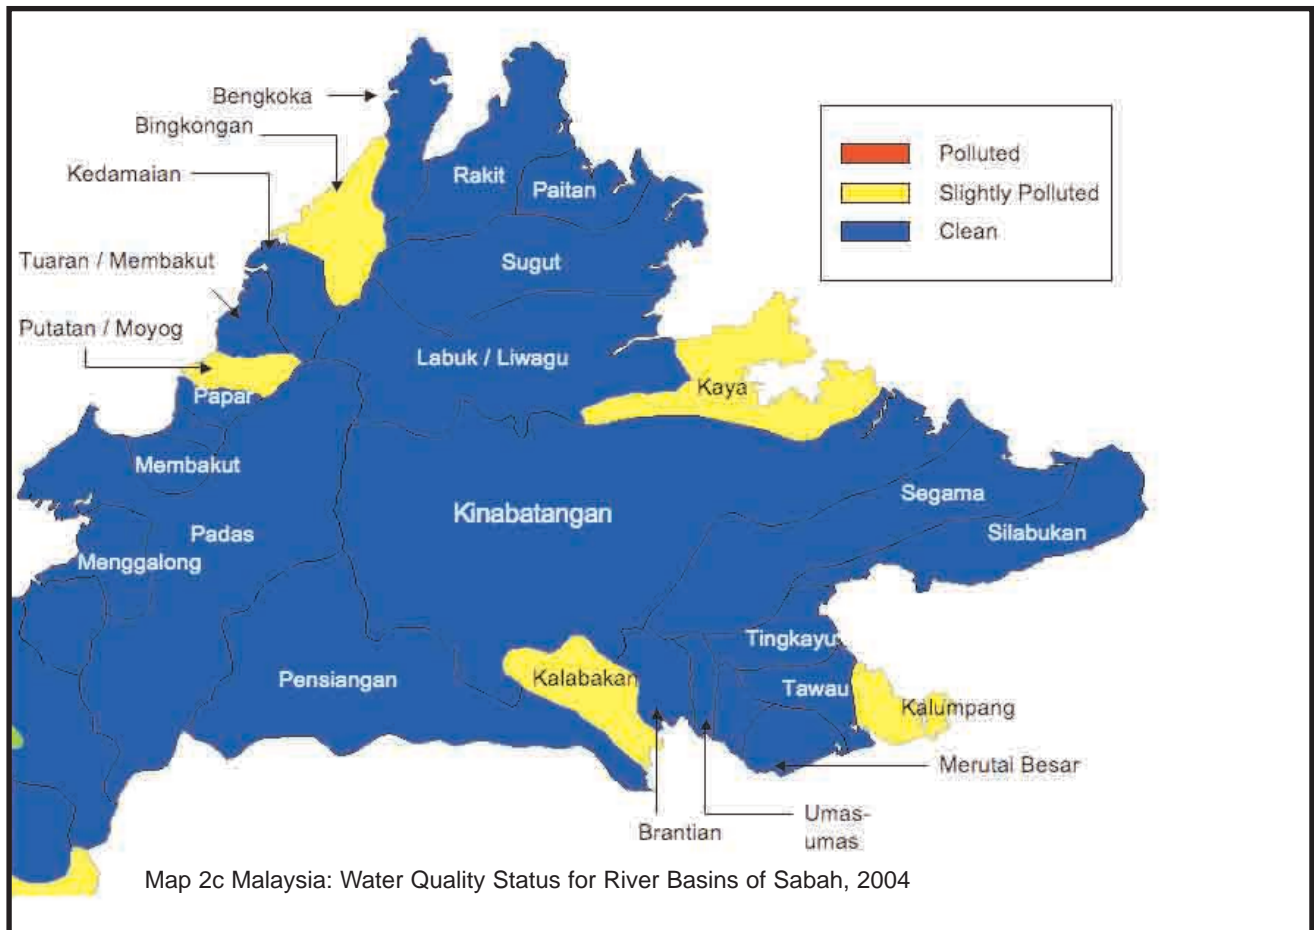 Bengkoka
Bingkongan
Kedamaian
Tuaran / Membakut
Putatan / Moyog
Polluted
Slightly Polluted
Clean
Rakit
Paitan
Sugut
Labuk / Liwagu
Kaya
Papar
Membakut
Kinabatangan
Segama
Silabukan
Padas
Menggalong
Tingkayu
Pensiangan
Kalabakan
Tawau
Kalumpang
Merutai Besar
Brantian
Umas-
umas
Map 2c Malaysia: Water Quality Status for River Basins of Sabah, 2004